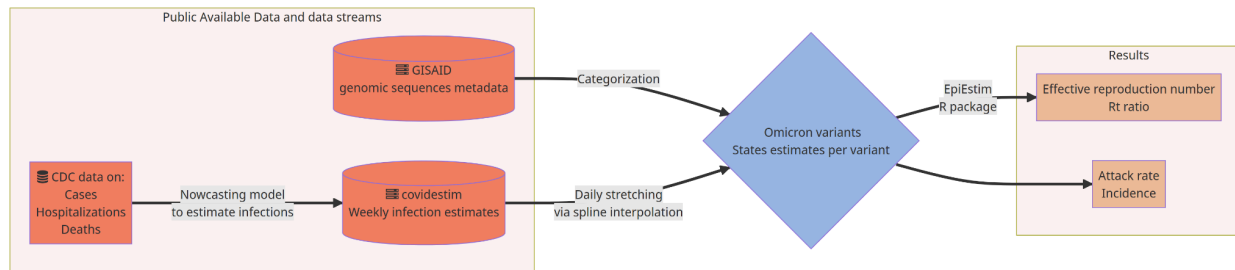 Public Available Data and data streams
GISAID
genomic sequences metadata
CDC data on:
Cases
Hospitalizations
Deaths
Nowcasting model
to estimate infections
covidestim
Weekly infection estimates
Categorization
Daily stretching
via spline interpolation
Omicron variants
States estimates per variant
EpiEstim
R package
Results
Effective reproduction number
Rt ratio
Attack rate
Incidence